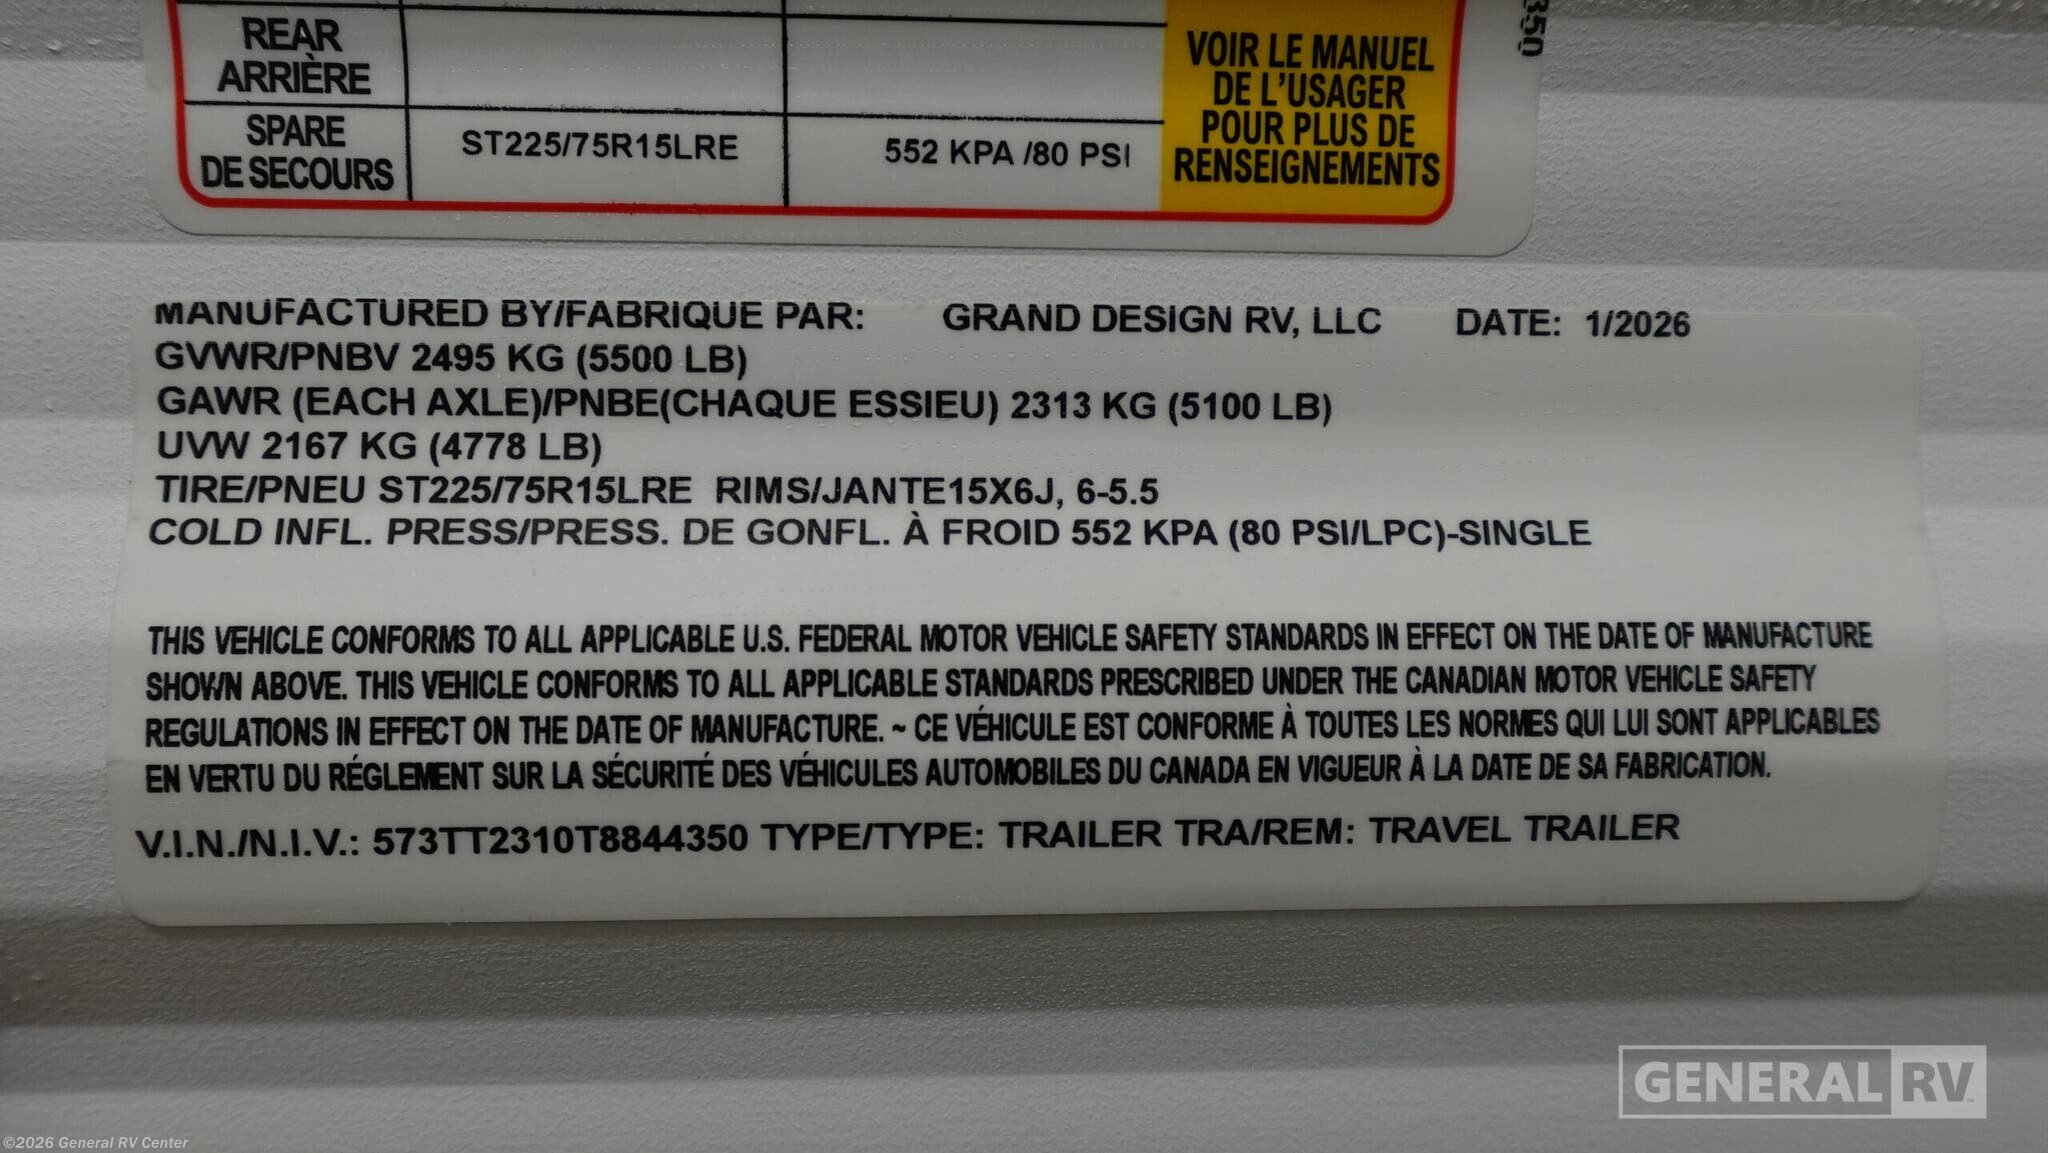 REAR
ARRIÈRE
SPARE
DE SECOURS
ST225/75R15LRE
552 KPA /80 PSI
VOIR LE MANUEL
DE L'USAGER
POUR PLUS DE
RENSEIGNEMENTS
350
MANUFACTURED BY/FABRIQUE PAR: GRAND DESIGN RV, LLC DATE: 1/2026
GVWR/PNBV 2495 KG (5500 LB)
GAWR (EACH AXLE)/PNBE(CHAQUE ESSIEU) 2313 KG (5100 LB)
UVW 2167 KG (4778 LB)
TIRE/PNEU ST225/75R15LRE RIMS/JANTE15X6J, 6-5.5
COLD INFL. PRESS/PRESS. DE GONFL. À FROID 552 KPA (80 PSI/LPC)-SINGLE
THIS VEHICLE CONFORMS TO ALL APPLICABLE U.S. FEDERAL MOTOR VEHICLE SAFETY STANDARDS IN EFFECT ON THE DATE OF MANUFACTURE
SHOWN ABOVE. THIS VEHICLE CONFORMS TO ALL APPLICABLE STANDARDS PRESCRIBED UNDER THE CANADIAN MOTOR VEHICLE SAFETY
REGULATIONS IN EFFECT ON THE DATE OF MANUFACTURE. ~ CE VÉHICULE EST CONFORME À TOUTES LES NORMES QUI LUI SONT APPLICABLES
EN VERTU DU RÉGLEMENT SUR LA SÉCURITÉ DES VÉHICULES AUTOMOBILES DU CANADA EN VIGUEUR À LA DATE DE SA FABRICATION.
V.I.N./N.I.V.: 573TT2310T8844350 TYPE/TYPE: TRAILER TRA/REM: TRAVEL TRAILER
GENERAL RV
©2026 General RV Center